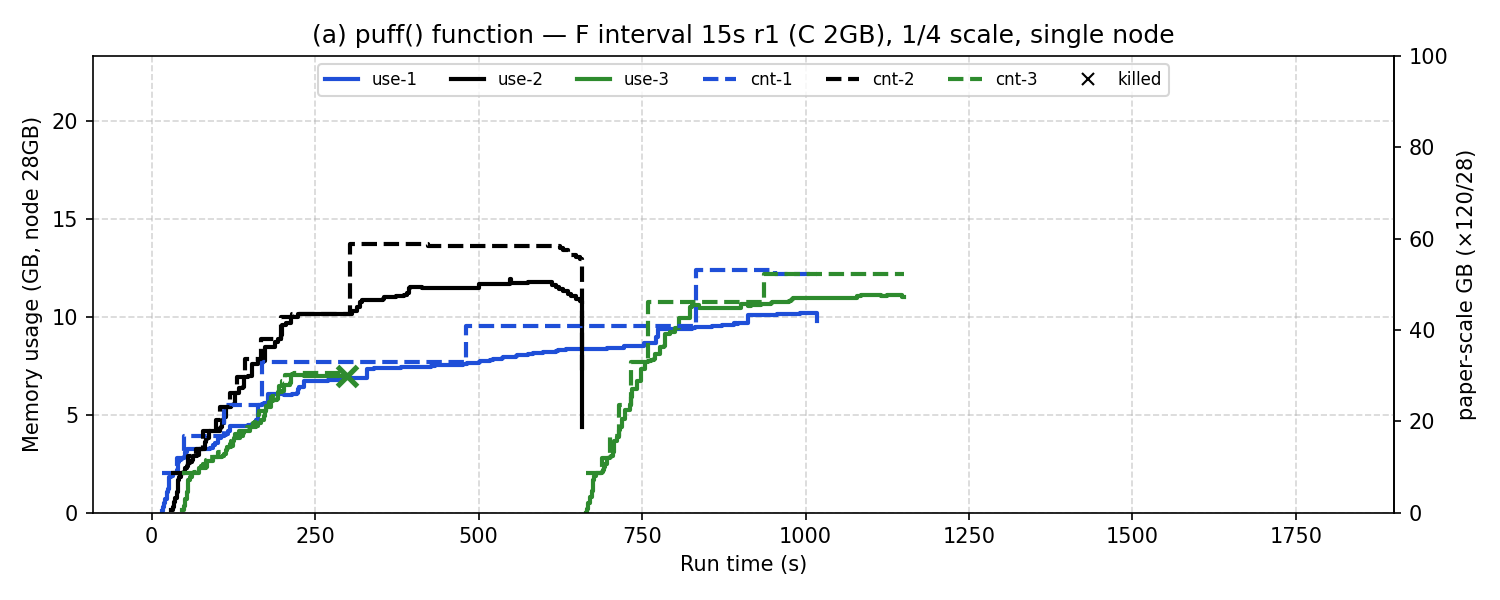 (a) puff() function — F interval 15s r1 (C 2GB), 1/4 scale, single node
use-1 use-2 use-3 cnt-1 cnt-2 cnt-3 killed
Memory usage (GB, node 28GB)
20
15
10
5
0
100
80
60
40
20
0
paper-scale GB (×120/28)
0 250 500 750 1000 1250 1500 1750
Run time (s)